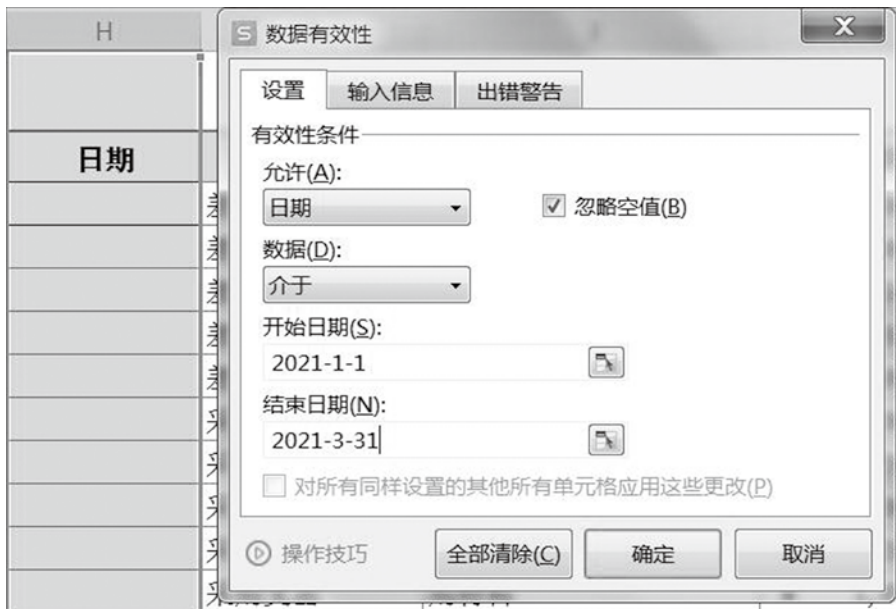 H
S 数据有效性
X
设置 输入信息 出错警告
有效性条件
日期
允许(A):
日期
忽略空值(B)
数据(D):
介于
开始日期(S):
2021-1-1
结束日期(N):
2021-3-31
对所有同样设置的其他所有单元格应用这些更改(P)
操作技巧 全部清除(C) 确定 取消